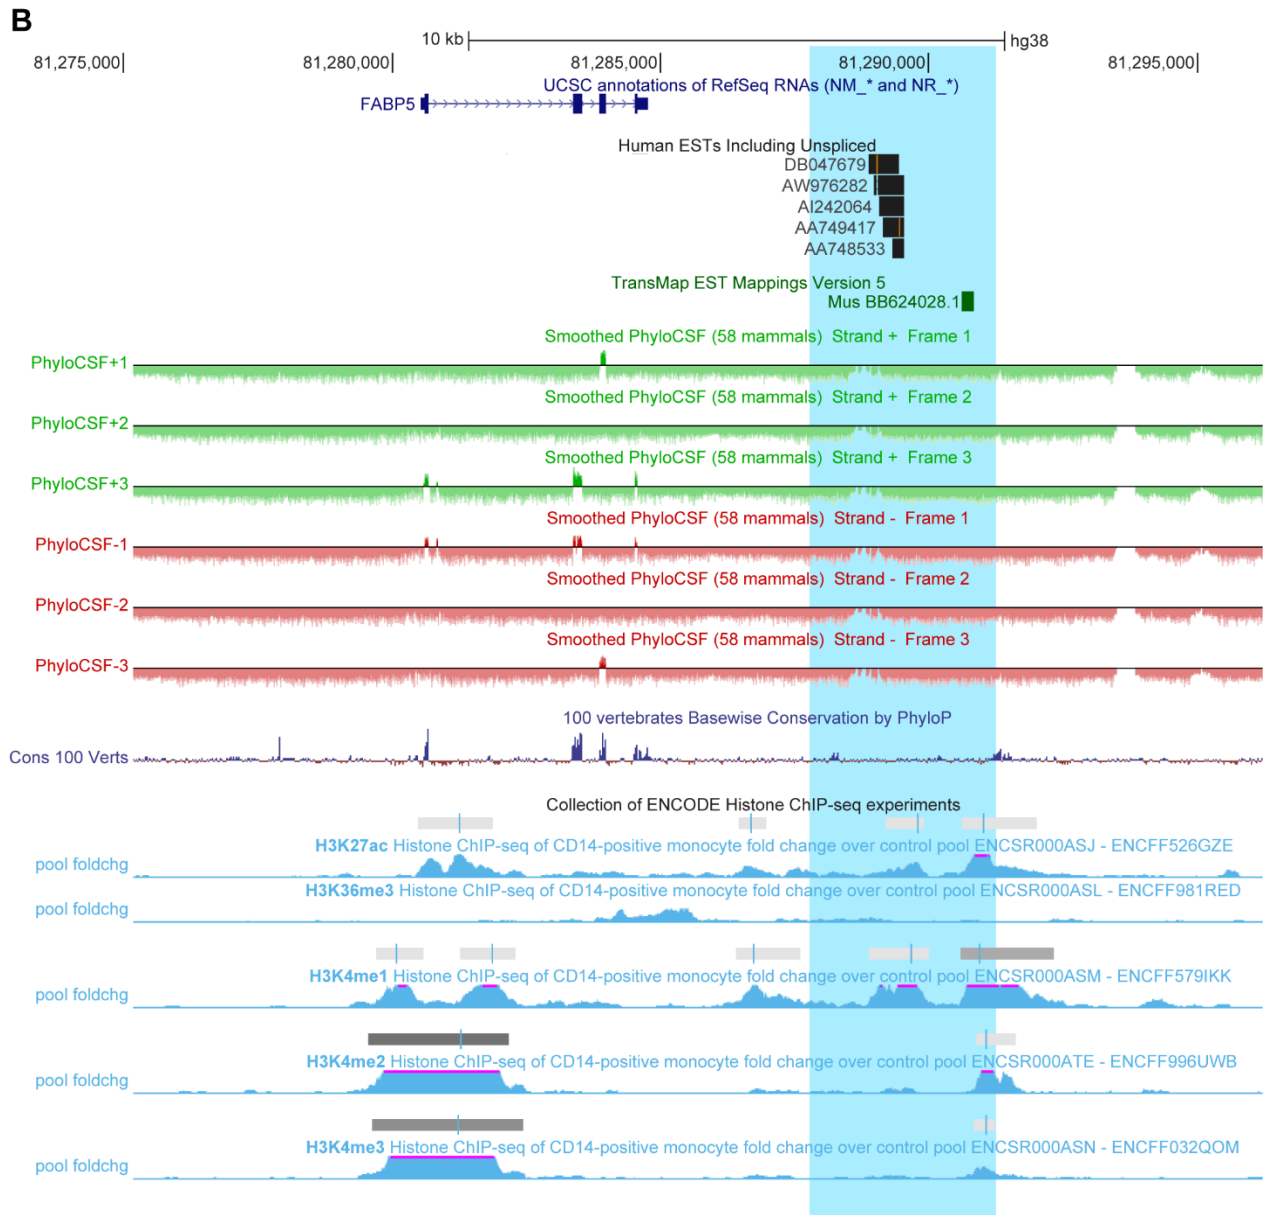 B
10 kb hg38
81,275,000 81,280,000 81,285,000 81,290,000 81,295,000
UCSC annotations of RefSeq RNAs (NM_* and NR_*)
FABP5
Human ESTs Including Unspliced
DB047679
AW976282
AI242064
AA749417
AA748533
TransMap EST Mappings Version 5
Mus BB624028.1
Smoothed PhyloCSF (58 mammals) Strand + Frame 1
PhyloCSF+1
Smoothed PhyloCSF (58 mammals) Strand + Frame 2
PhyloCSF+2
Smoothed PhyloCSF (58 mammals) Strand + Frame 3
PhyloCSF+3
Smoothed PhyloCSF (58 mammals) Strand - Frame 1
PhyloCSF-1
Smoothed PhyloCSF (58 mammals) Strand - Frame 2
PhyloCSF-2
Smoothed PhyloCSF (58 mammals) Strand - Frame 3
PhyloCSF-3
100 vertebrates Basewise Conservation by PhyloP
Cons 100 Verts
Collection of ENCODE Histone ChIP-seq experiments
H3K27ac Histone ChIP-seq of CD14-positive monocyte fold change over control pool ENCSR000ASJ - ENCFF526GZE
pool foldchg
H3K36me3 Histone ChIP-seq of CD14-positive monocyte fold change over control pool ENCSR000ASL - ENCFF981RED
pool foldchg
H3K4me1 Histone ChIP-seq of CD14-positive monocyte fold change over control pool ENCSR000ASM - ENCFF579IKK
pool foldchg
H3K4me2 Histone ChIP-seq of CD14-positive monocyte fold change over control pool ENCSR000ATE - ENCFF996UWB
pool foldchg
H3K4me3 Histone ChIP-seq of CD14-positive monocyte fold change over control pool ENCSR000ASN - ENCFF032QOM
pool foldchg